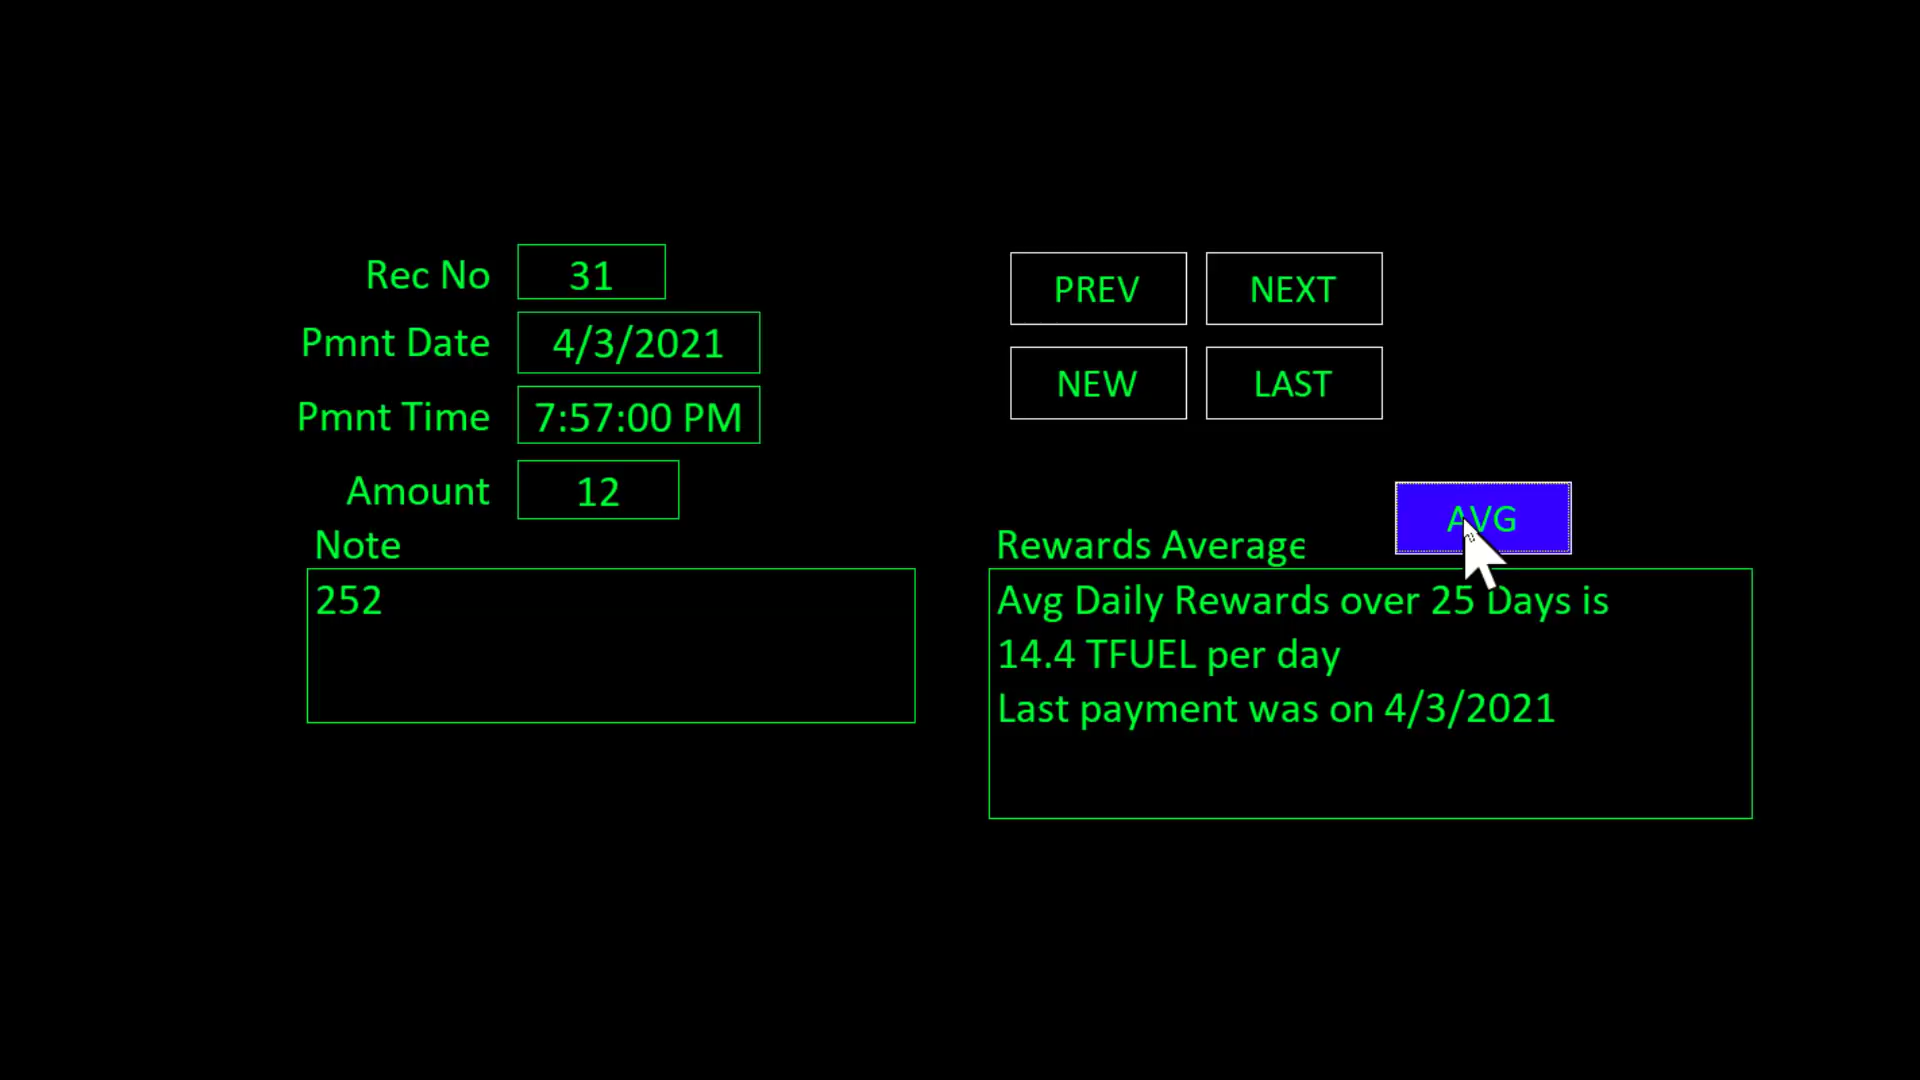 Rec No 31
Pmnt Date 4/3/2021
Pmnt Time 7:57:00 PM
Amount 12
Note
252
PREV NEXT
NEW LAST
AVG
Rewards Average
Avg Daily Rewards over 25 Days is
14.4 TFUEL per day
Last payment was on 4/3/2021